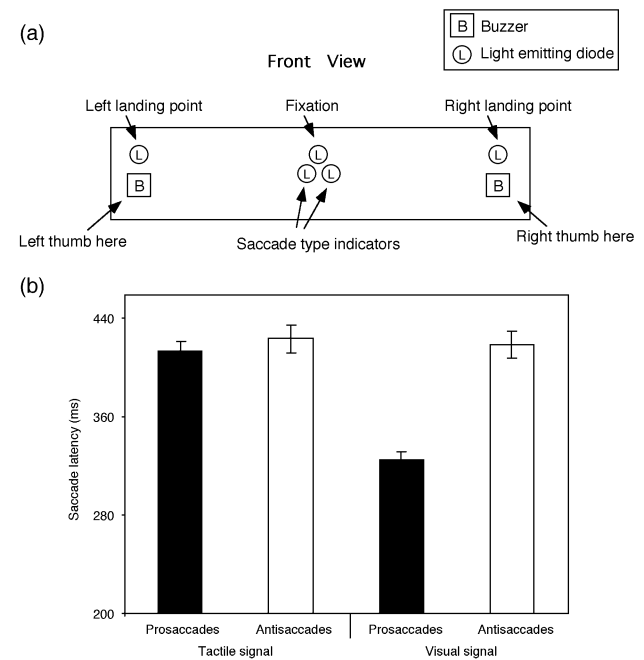 (a)
B Buzzer
L Light emitting diode
Front View
Left landing point Fixation Right landing point
L L L
L L
B B
Left thumb here Saccade type indicators Right thumb here
(b)
440
360
280
200
Saccade latency (ms)
Prosaccades Antisaccades Prosaccades Antisaccades
Tactile signal Visual signal